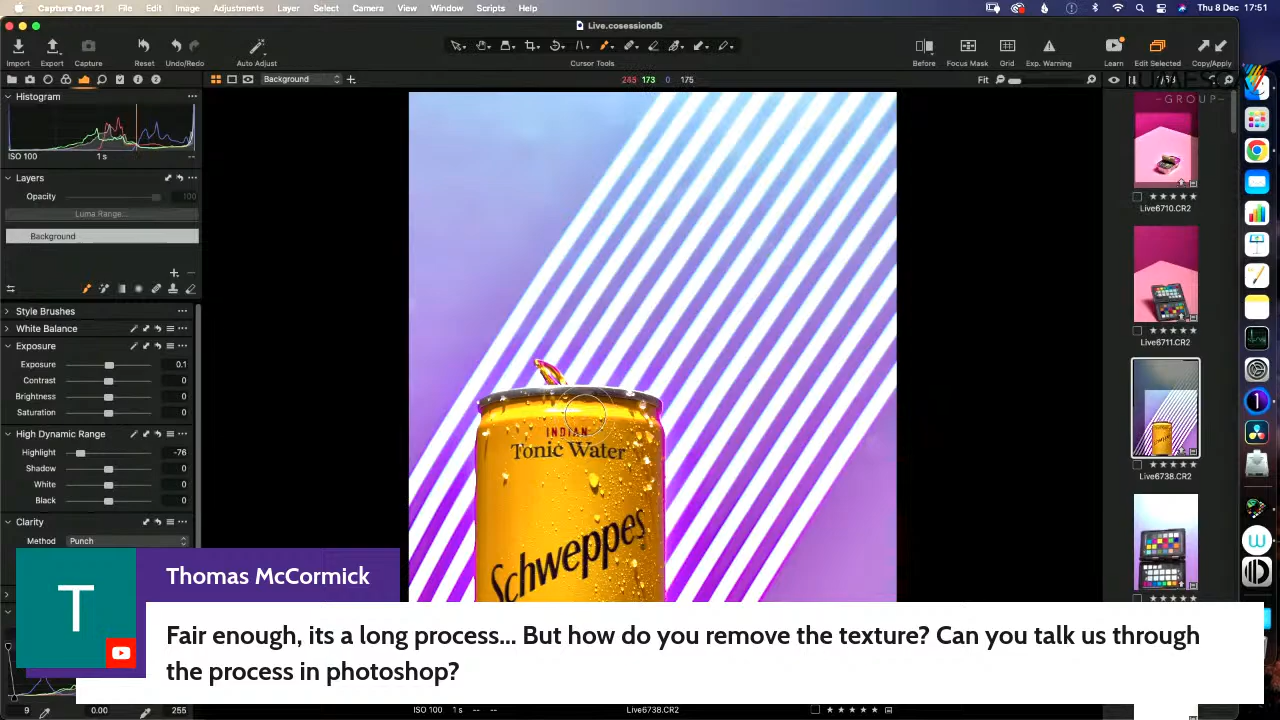 Capture One 21 File Edit Image Adjustments Layer Select Camera View Window Scripts Help
Thu 8 Dec 17:51
Live.cosessiondb
Import Export Capture Reset Undo/Redo Auto Adjust Cursor Tools Before Focus Mask Grid Exp. Warning Learn Edit Selected Copy/Apply
Background
245 173 0 175
Fit
GROUP
Histogram
ISO 100 1 s --
Layers
Opacity 100
Luma Range...
Background
Style Brushes
White Balance
Exposure
Exposure 0.1
Contrast 0
Brightness 0
Saturation 0
High Dynamic Range
Highlight -76
Shadow 0
White 0
Black 0
Clarity
Method Punch
INDIAN
Tonic Water
Schweppes
Live6710.CR2
Live6711.CR2
Live6738.CR2
T
Thomas McCormick
Fair enough, its a long process... But how do you remove the texture? Can you talk us through
the process in photoshop?
9 0.00 255
ISO 100 1 s -- -- Live6738.CR2